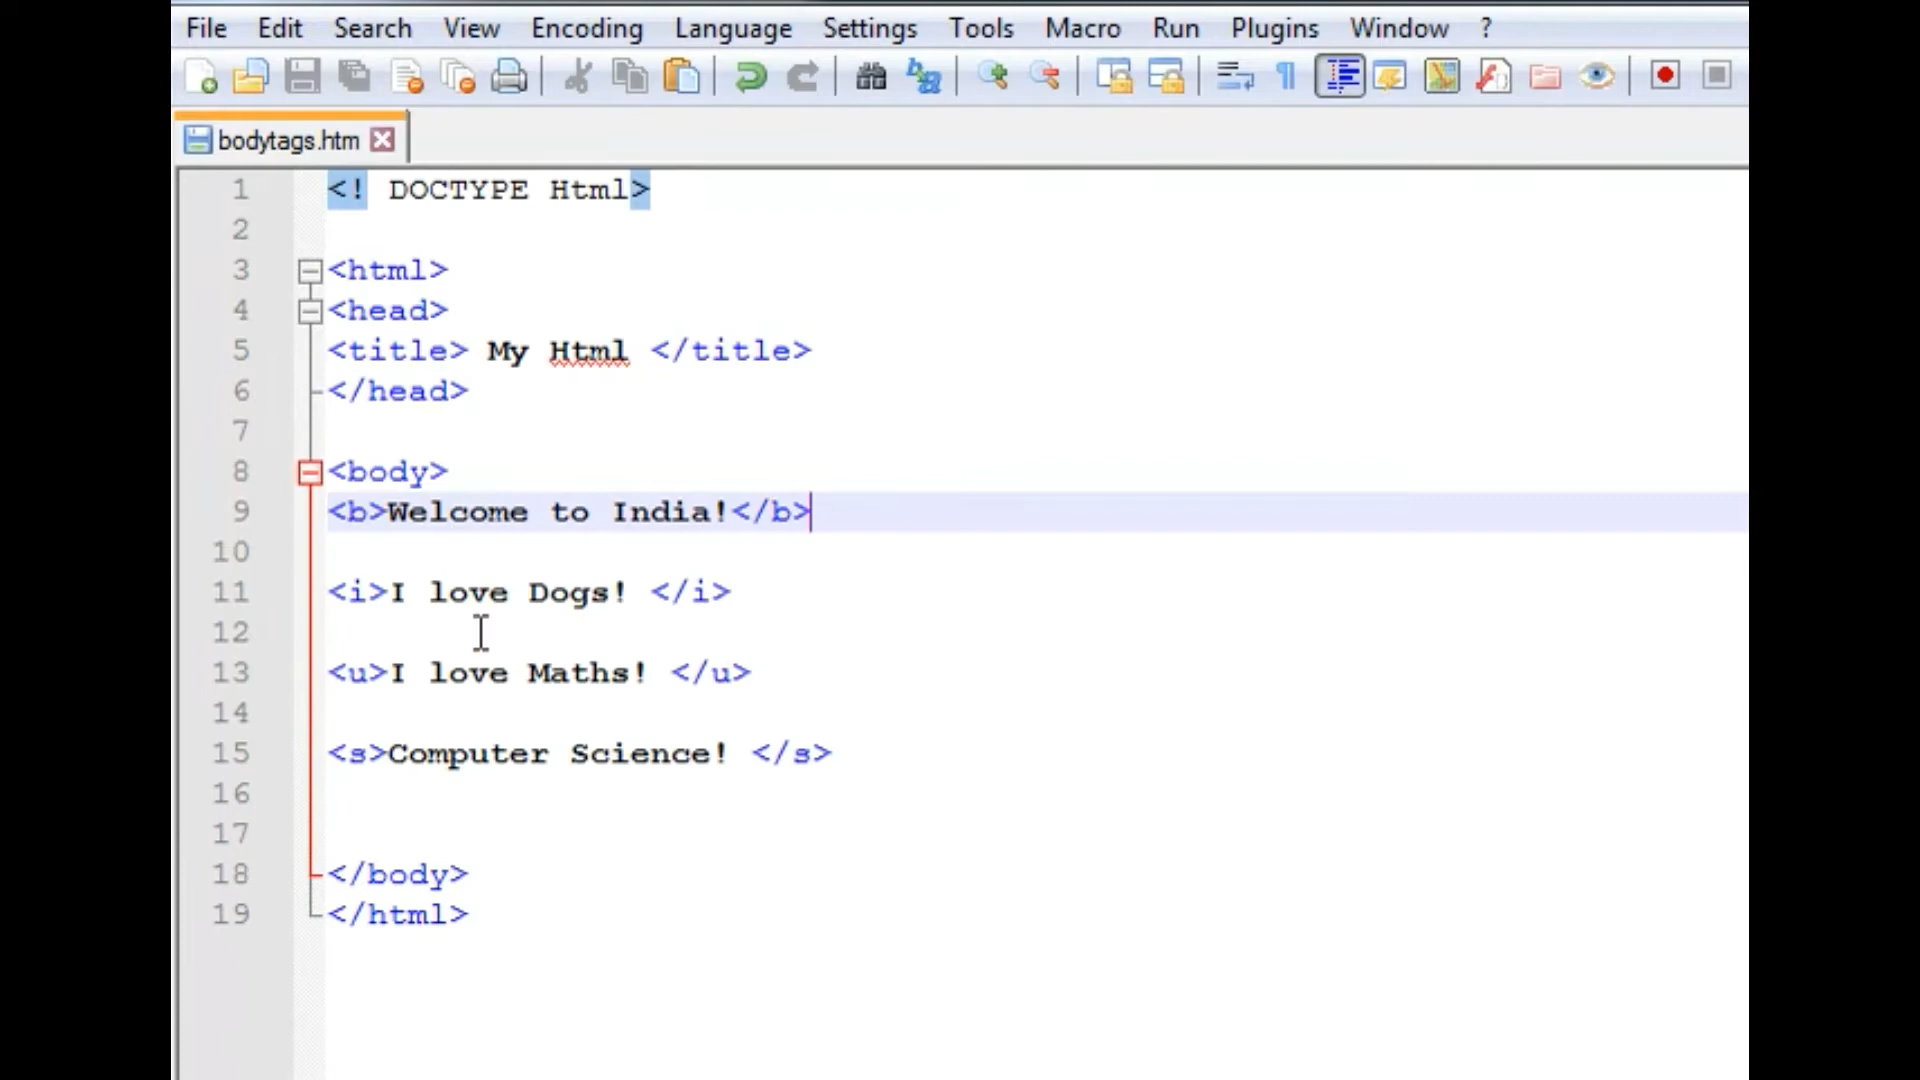 File Edit Search View Encoding Language Settings Tools Macro Run Plugins Window ?
bodytags.htm
1 <! DOCTYPE Html>
2
3 <html>
4 <head>
5 <title> My Html </title>
6 </head>
7
8 <body>
9 <b>Welcome to India!</b>
10
11 <i>I love Dogs! </i>
12
13 <u>I love Maths! </u>
14
15 <s>Computer Science! </s>
16
17
18 </body>
19 </html>